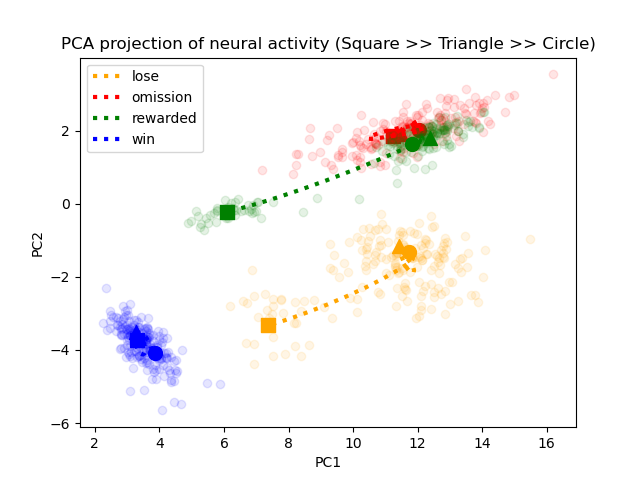 PCA projection of neural activity (Square >> Triangle >> Circle)
lose
omission
rewarded
win
2
0
−2
−4
−6
PC2
2
4
6
8
10
12
14
16
PC1